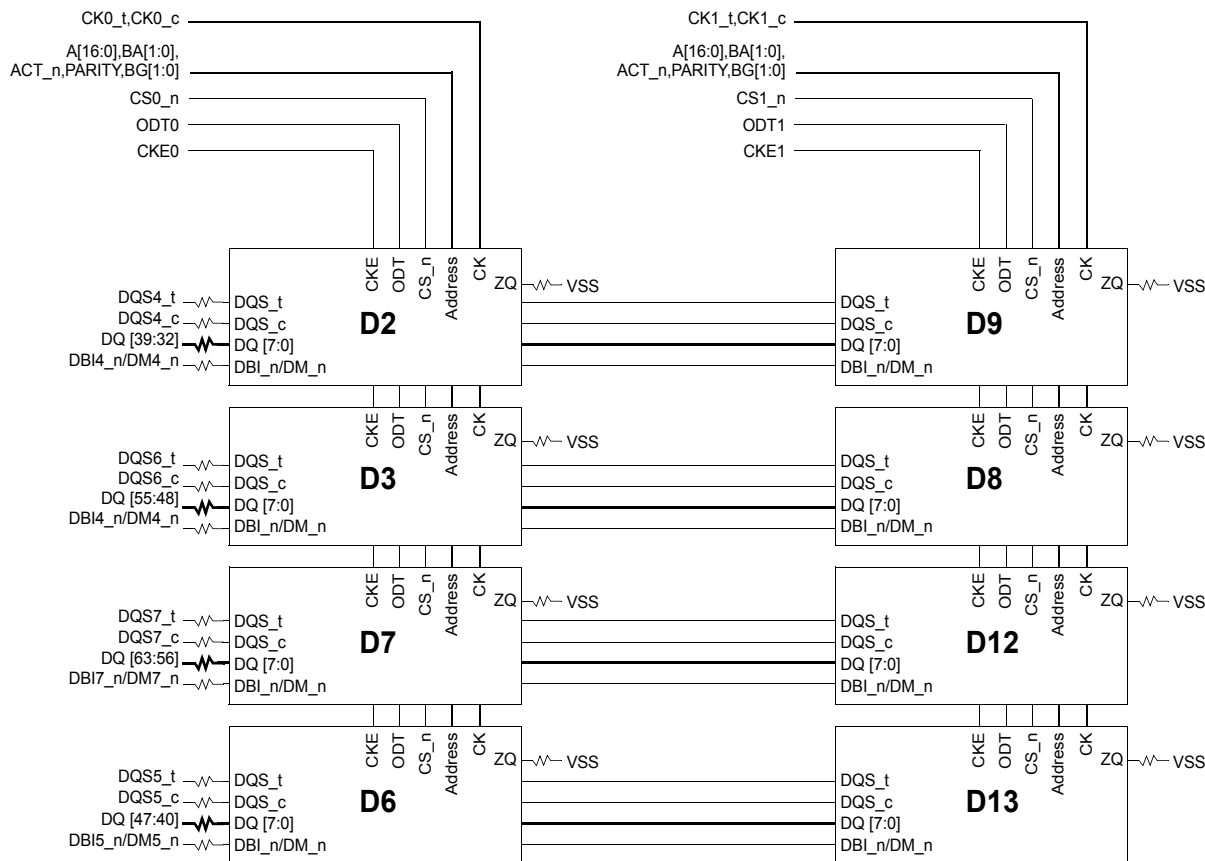 CK0_t,CK0_c
A[16:0],BA[1:0],
ACT_n,PARITY,BG[1:0]
CS0_n
ODT0
CKE0
CK1_t,CK1_c
A[16:0],BA[1:0],
ACT_n,PARITY,BG[1:0]
CS1_n
ODT1
CKE1
CKE
ODT
CS_n
Address
CK
ZQ
VSS
DQS4_t
DQS4_c
DQ [39:32]
DBI4_n/DM4_n
DQS_t
DQS_c
DQ [7:0]
DBI_n/DM_n
D2
CKE
ODT
CS_n
Address
CK
ZQ
VSS
DQS_t
DQS_c
DQ [7:0]
DBI_n/DM_n
D9
CKE
ODT
CS_n
Address
CK
ZQ
VSS
DQS6_t
DQS6_c
DQ [55:48]
DBI4_n/DM4_n
DQS_t
DQS_c
DQ [7:0]
DBI_n/DM_n
D3
CKE
ODT
CS_n
Address
CK
ZQ
VSS
DQS_t
DQS_c
DQ [7:0]
DBI_n/DM_n
D8
CKE
ODT
CS_n
Address
CK
ZQ
VSS
DQS7_t
DQS7_c
DQ [63:56]
DBI7_n/DM7_n
DQS_t
DQS_c
DQ [7:0]
DBI_n/DM_n
D7
CKE
ODT
CS_n
Address
CK
ZQ
VSS
DQS_t
DQS_c
DQ [7:0]
DBI_n/DM_n
D12
CKE
ODT
CS_n
Address
CK
ZQ
VSS
DQS5_t
DQS5_c
DQ [47:40]
DBI5_n/DM5_n
DQS_t
DQS_c
DQ [7:0]
DBI_n/DM_n
D6
CKE
ODT
CS_n
Address
CK
ZQ
VSS
DQS_t
DQS_c
DQ [7:0]
DBI_n/DM_n
D13